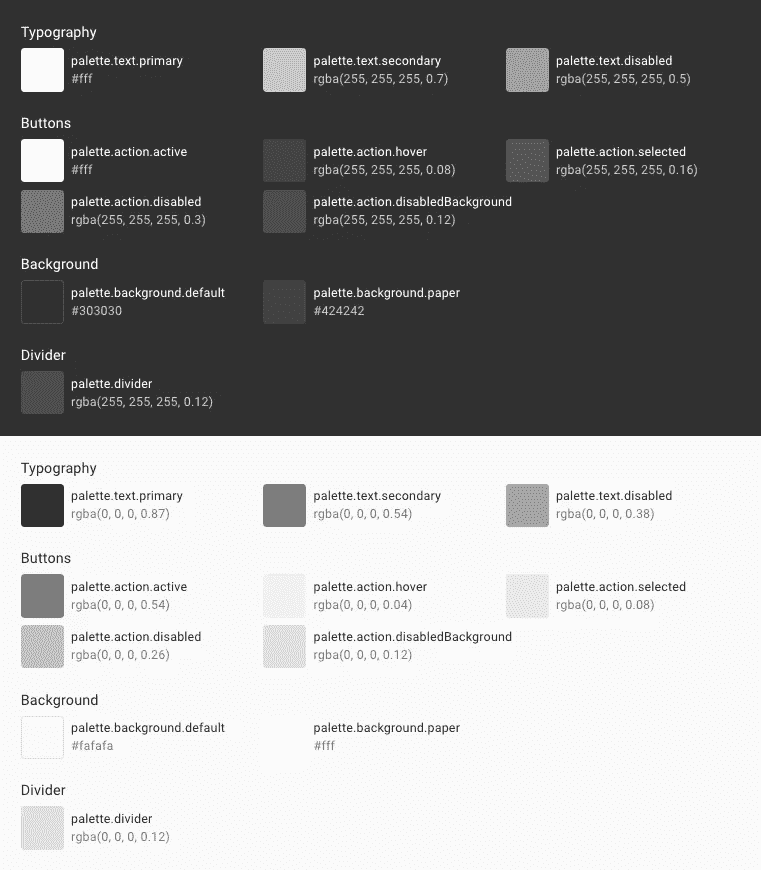 Typography
palette.text.primary
#fff
palette.text.secondary
rgba(255, 255, 255, 0.7)
palette.text.disabled
rgba(255, 255, 255, 0.5)
Buttons
palette.action.active
#fff
palette.action.hover
rgba(255, 255, 255, 0.08)
palette.action.selected
rgba(255, 255, 255, 0.16)
palette.action.disabled
rgba(255, 255, 255, 0.3)
palette.action.disabledBackground
rgba(255, 255, 255, 0.12)
Background
palette.background.default
#303030
palette.background.paper
#424242
Divider
palette.divider
rgba(255, 255, 255, 0.12)
Typography
palette.text.primary
rgba(0, 0, 0, 0.87)
palette.text.secondary
rgba(0, 0, 0, 0.54)
palette.text.disabled
rgba(0, 0, 0, 0.38)
Buttons
palette.action.active
rgba(0, 0, 0, 0.54)
palette.action.hover
rgba(0, 0, 0, 0.04)
palette.action.selected
rgba(0, 0, 0, 0.08)
palette.action.disabled
rgba(0, 0, 0, 0.26)
palette.action.disabledBackground
rgba(0, 0, 0, 0.12)
Background
palette.background.default
#fafafa
palette.background.paper
#fff
Divider
palette.divider
rgba(0, 0, 0, 0.12)